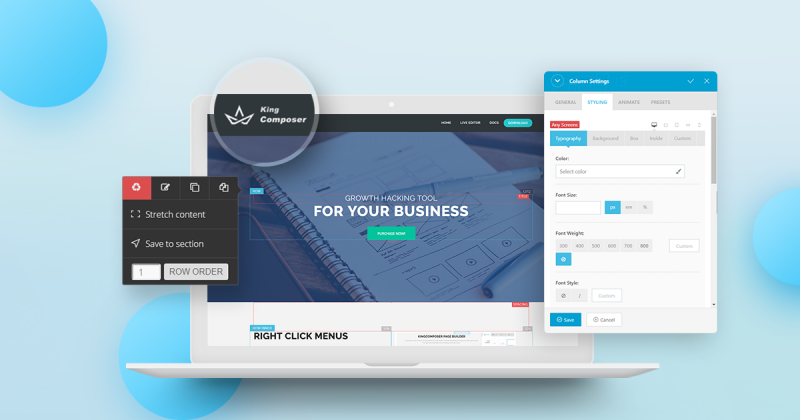 King
Composer
HOME
LIVE EDITOR
DOCS
DOWNLOAD
GROWTH HACKING TOOL
FOR YOUR BUSINESS
PURCHASE NOW!
RIGHT CLICK MENUS
KINGCOMPOSER PAGE BUILDER
Stretch content
Save to section
1 ROW ORDER
Column Settings
GENERAL STYLING ANIMATE PRESETS
Any Screens
Typography Background Box Inside Custom
Color:
Select color
Font Size:
px em %
Font Weight:
300 400 500 600 700 800 Custom
Font Style:
I Custom
Save Cancel